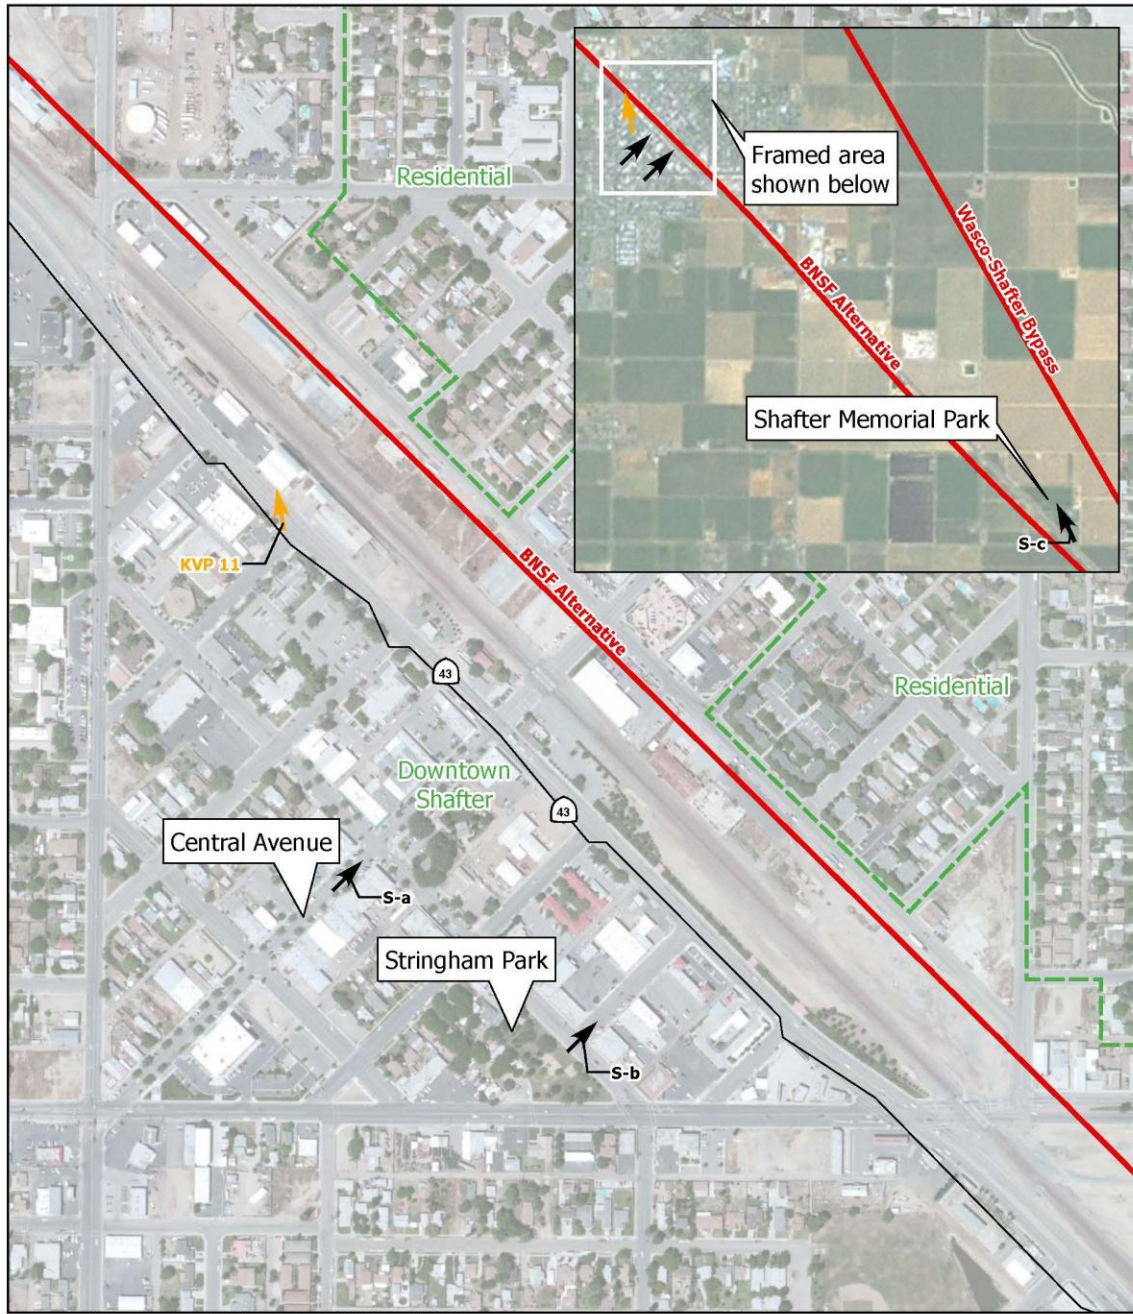 Residential
Framed area
shown below
Wasco-Shafter Bypass
BNSF Alternative
Shafter Memorial Park
S-c
KVP 11
BNSF Alternative
43
Residential
Downtown
Shafter
43
Central Avenue
S-a
Stringham Park
S-b